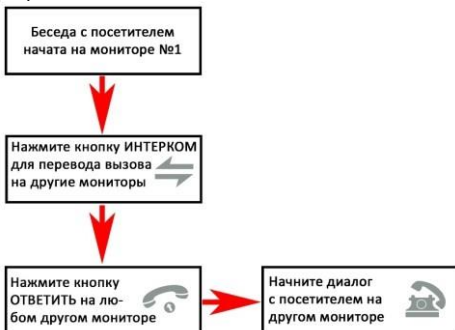 Беседа с посетителем
начата на мониторе №1
Нажмите кнопку ИНТЕРКОМ
для перевода вызова
на другие мониторы
Нажмите кнопку
ОТВЕТИТЬ на лю-
бом другом мониторе
Начните диалог
с посетителем на
другом мониторе